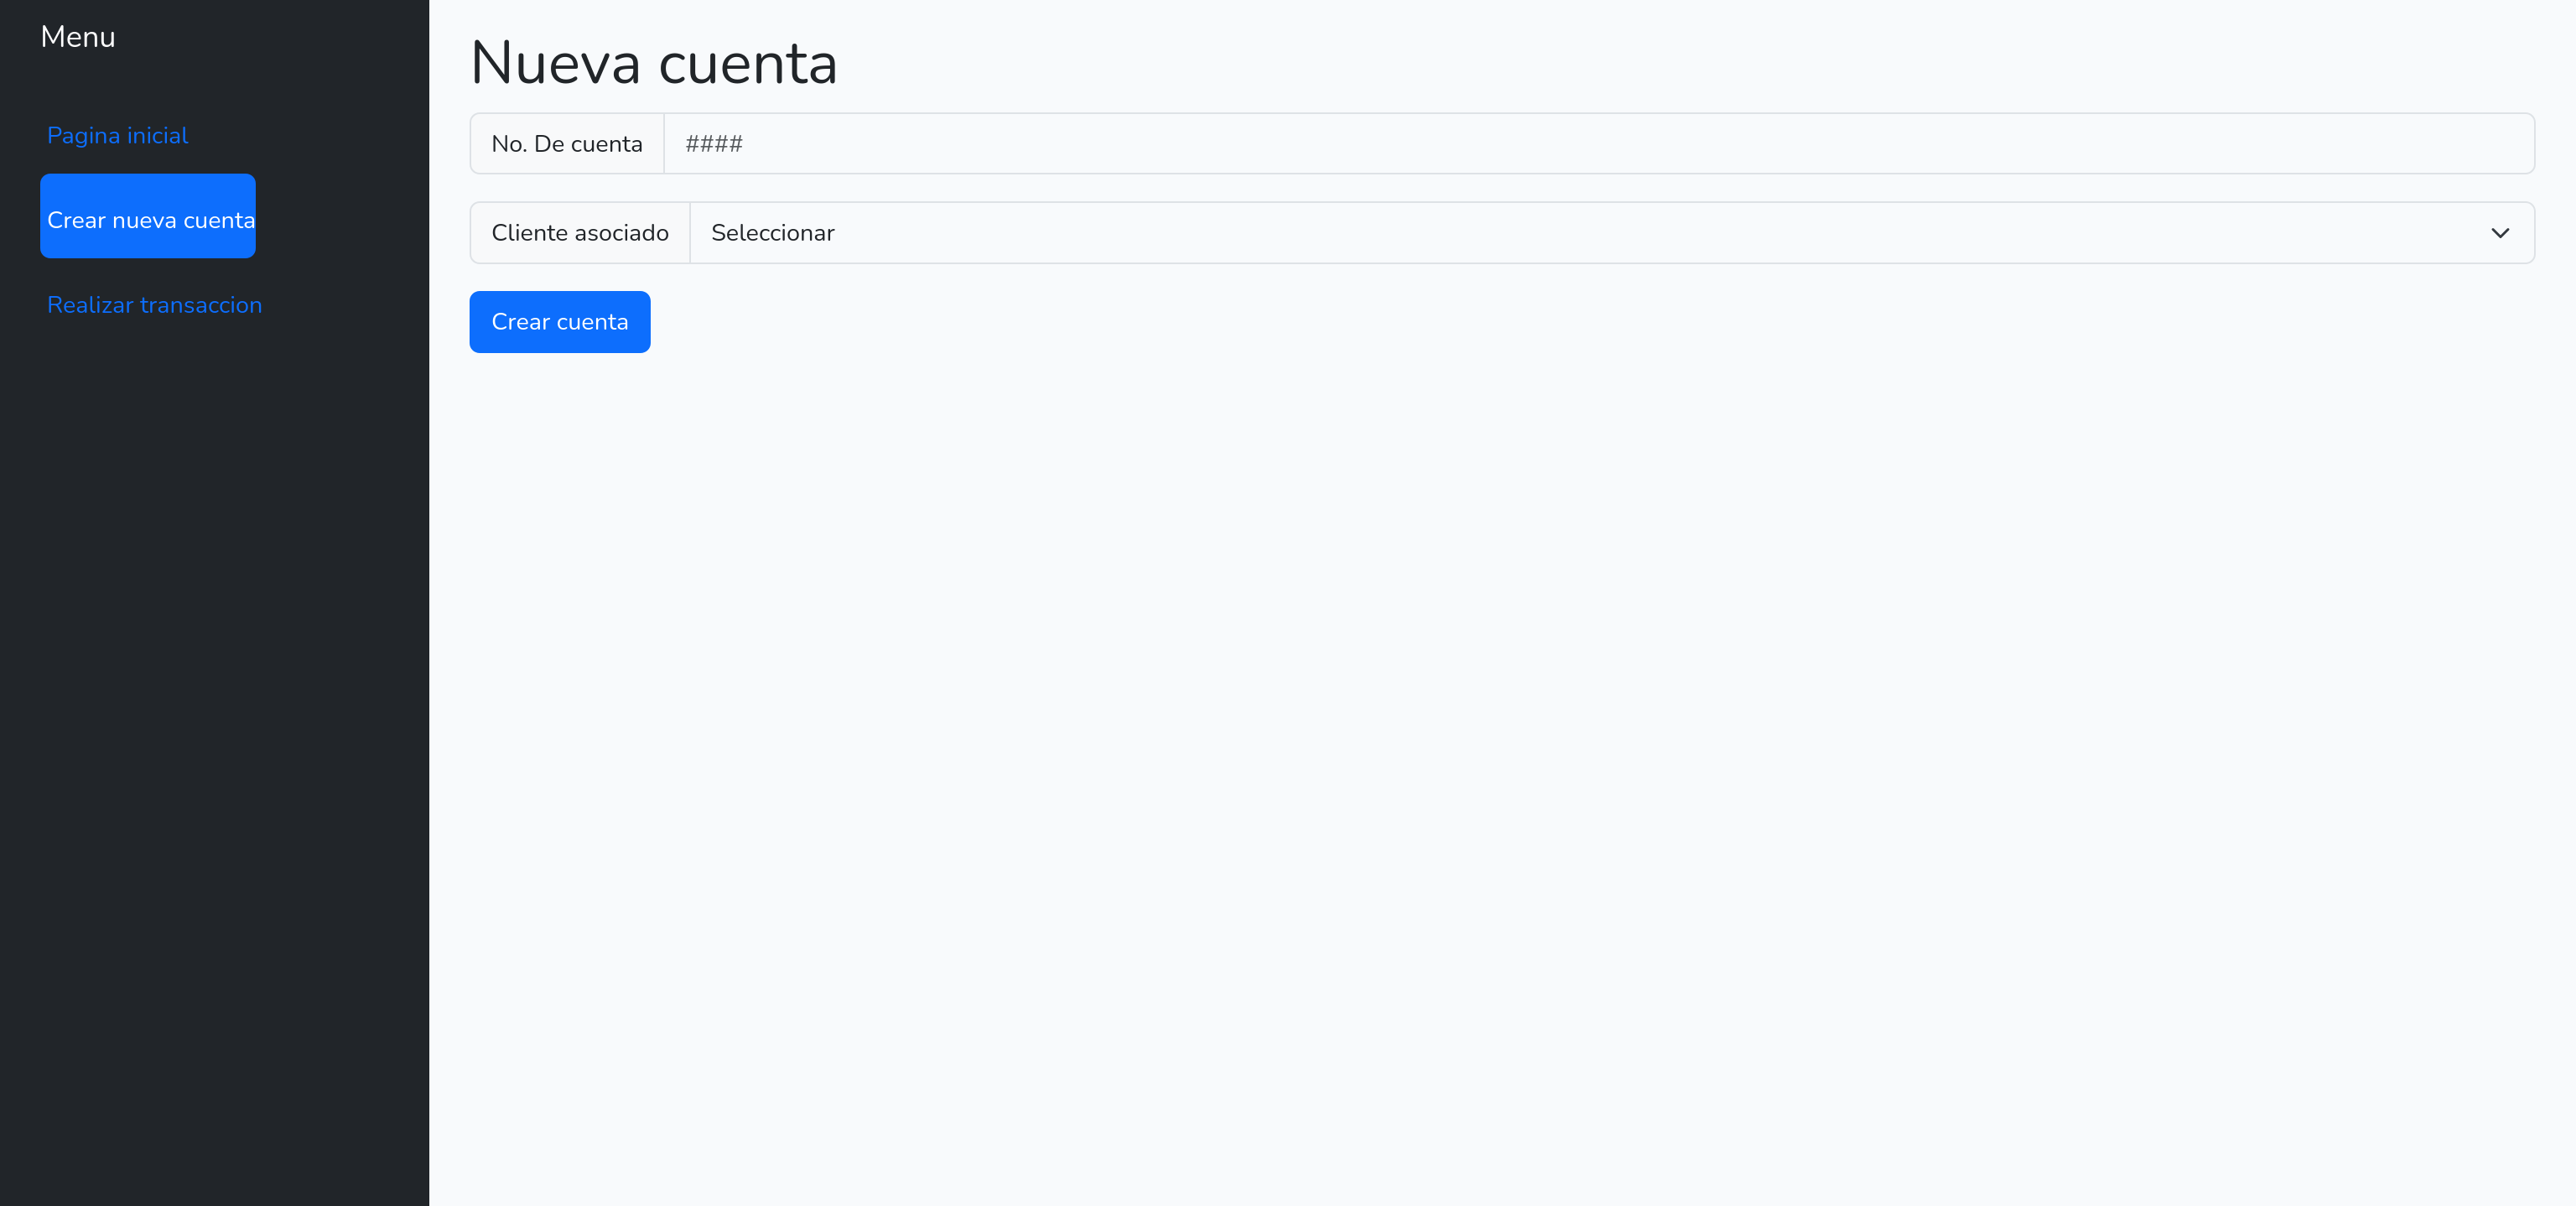 Menu
Pagina inicial
Crear nueva cuenta
Realizar transaccion
Nueva cuenta
No. De cuenta ####
Cliente asociado Seleccionar
Crear cuenta